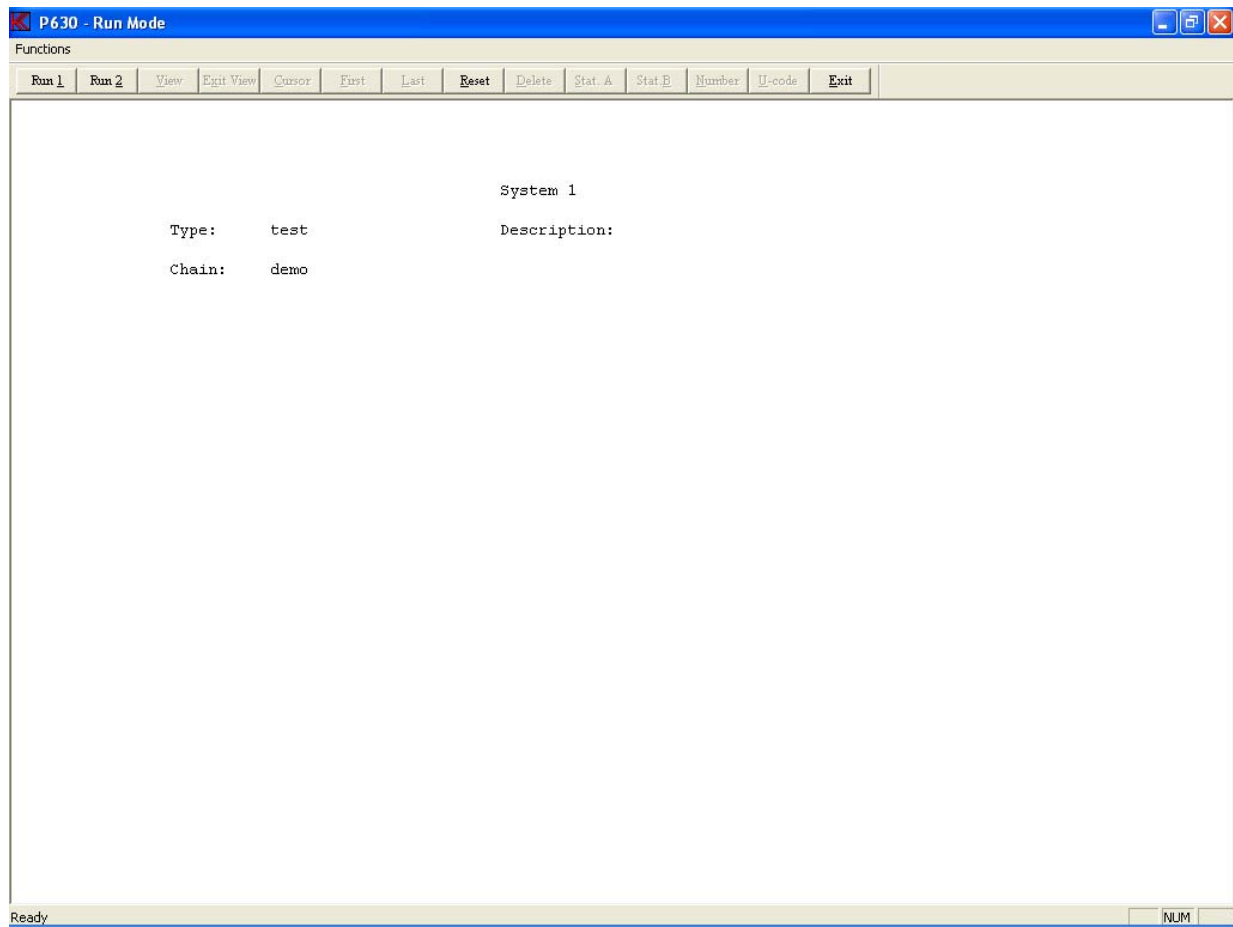 P630 - Run Mode
Functions
Run 1 Run 2 View Exit View Cursor First Last Reset Delete Stat. A Stat.B Number U-code Exit
System 1
Type: test Description:
Chain: demo
Ready NUM